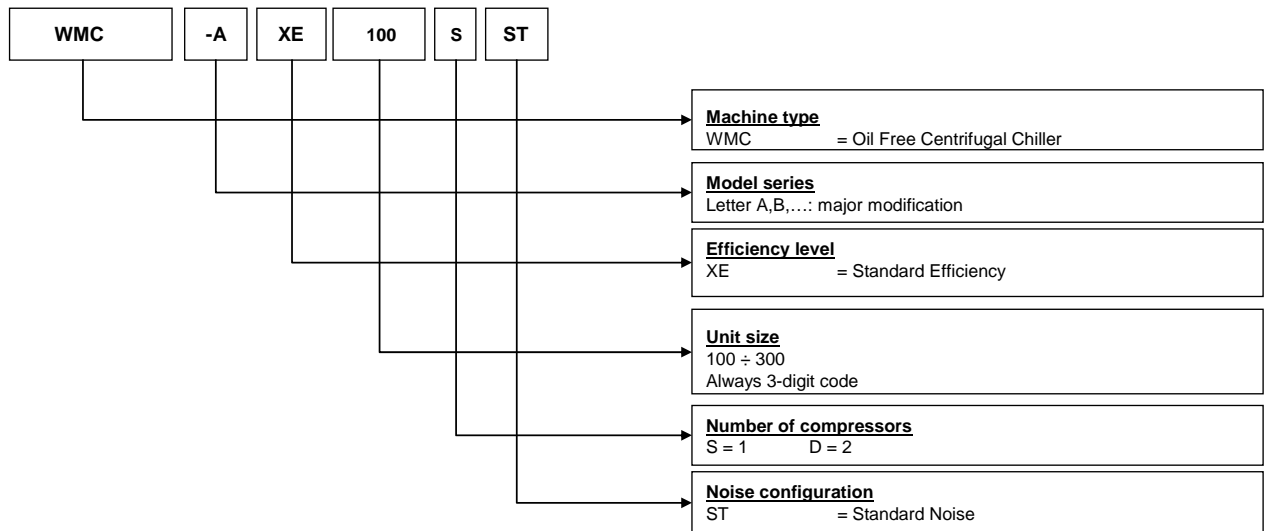 WMC -A XE 100 S ST
Machine type
WMC = Oil Free Centrifugal Chiller
Model series
Letter A,B,…: major modification
Efficiency level
XE = Standard Efficiency
Unit size
100 ÷ 300
Always 3-digit code
Number of compressors
S = 1 D = 2
Noise configuration
ST = Standard Noise